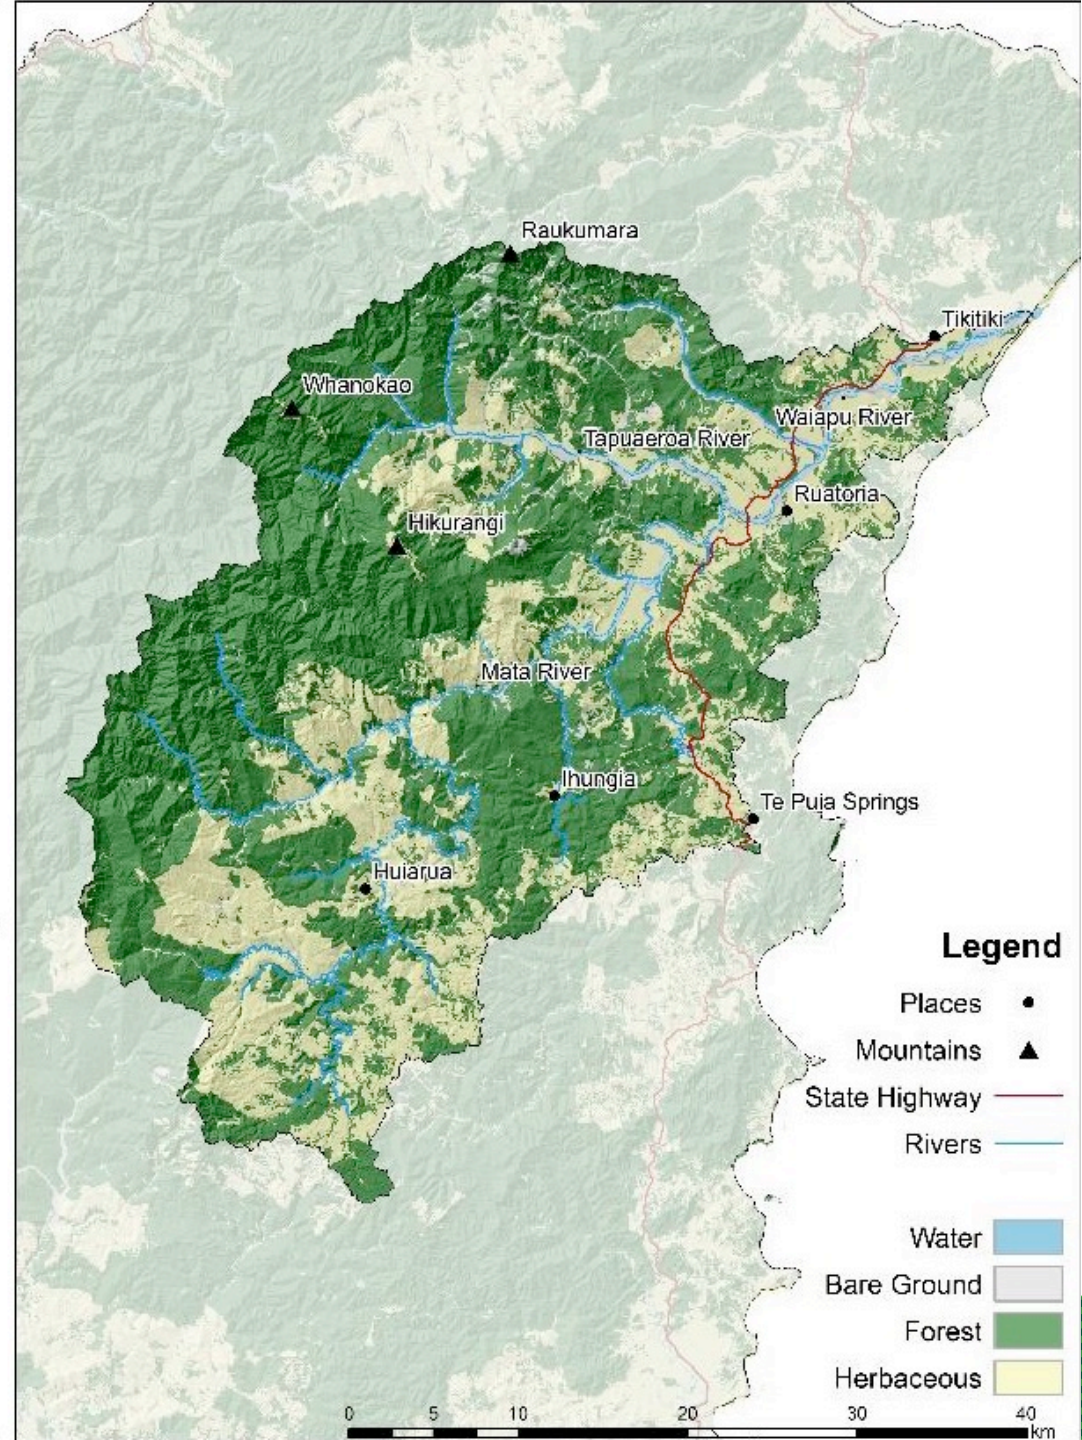 Raukumara
Tikitiki
Whanokao
Waiapu River
Tapuaeroa River
Ruatoria
Hikurangi
Mata River
Ihungia
Te Puia Springs
Huiarua
Legend
Places
Mountains
State Highway
Rivers
Water
Bare Ground
Forest
Herbaceous
0 5 10 20 30 40
km